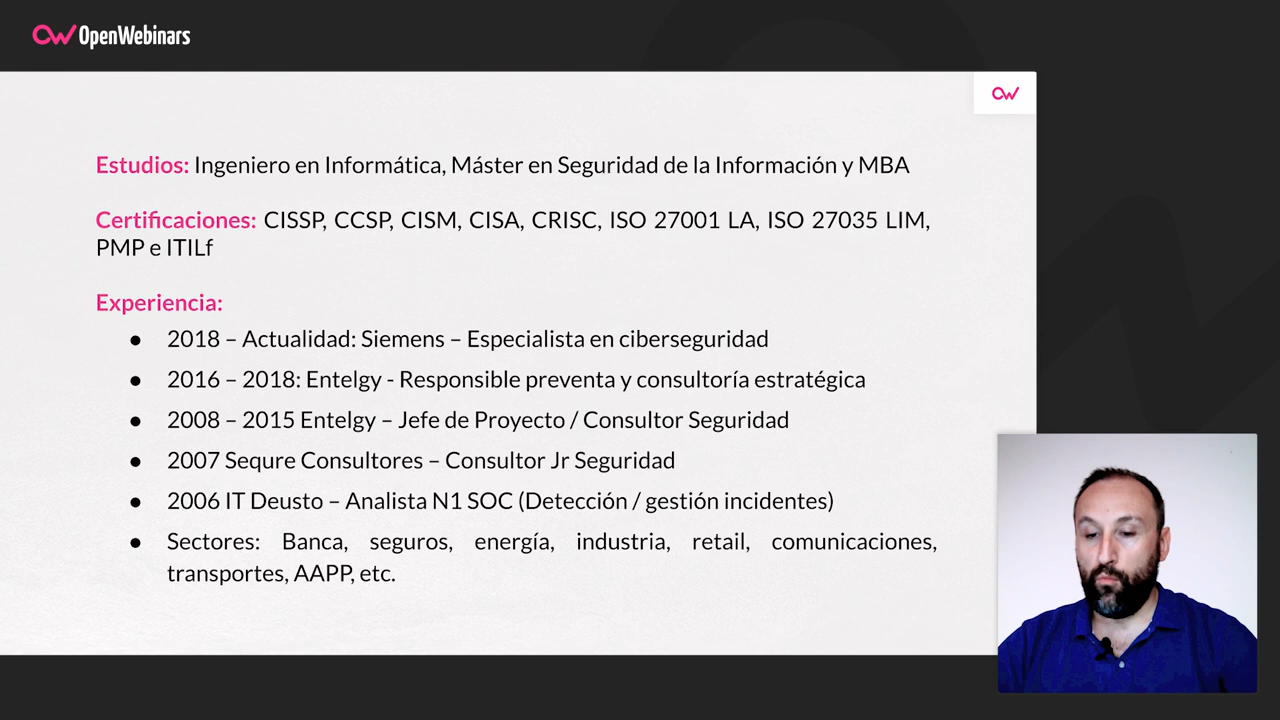 OpenWebinars
Estudios: Ingeniero en Informática, Máster en Seguridad de la Información y MBA
Certificaciones: CISSP, CCSP, CISM, CISA, CRISC, ISO 27001 LA, ISO 27035 LIM,
PMP e ITILf
Experiencia:
● 2018 – Actualidad: Siemens – Especialista en ciberseguridad
● 2016 – 2018: Entelgy - Responsible preventa y consultoría estratégica
● 2008 – 2015 Entelgy – Jefe de Proyecto / Consultor Seguridad
● 2007 Sequre Consultores – Consultor Jr Seguridad
● 2006 IT Deusto – Analista N1 SOC (Detección / gestión incidentes)
● Sectores: Banca, seguros, energía, industria, retail, comunicaciones,
transportes, AAPP, etc.